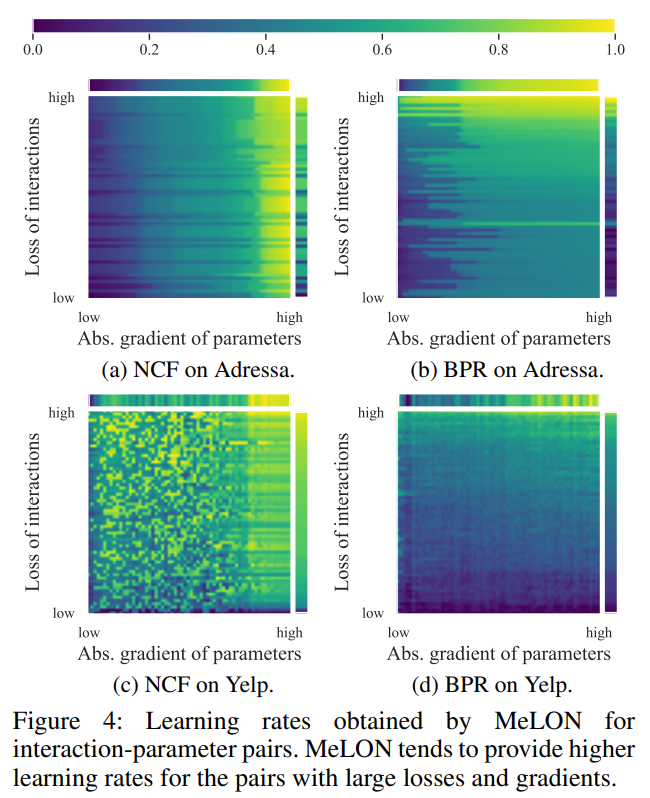 0.0 0.2 0.4 0.6 0.8 1.0
high
Loss of interactions
low
low high
Abs. gradient of parameters
(a) NCF on Adressa.
high
Loss of interactions
low
low high
Abs. gradient of parameters
(b) BPR on Adressa.
high
Loss of interactions
low
low high
Abs. gradient of parameters
(c) NCF on Yelp.
high
Loss of interactions
low
low high
Abs. gradient of parameters
(d) BPR on Yelp.
Figure 4: Learning rates obtained by MeLON for
interaction-parameter pairs. MeLON tends to provide higher
learning rates for the pairs with large losses and gradients.